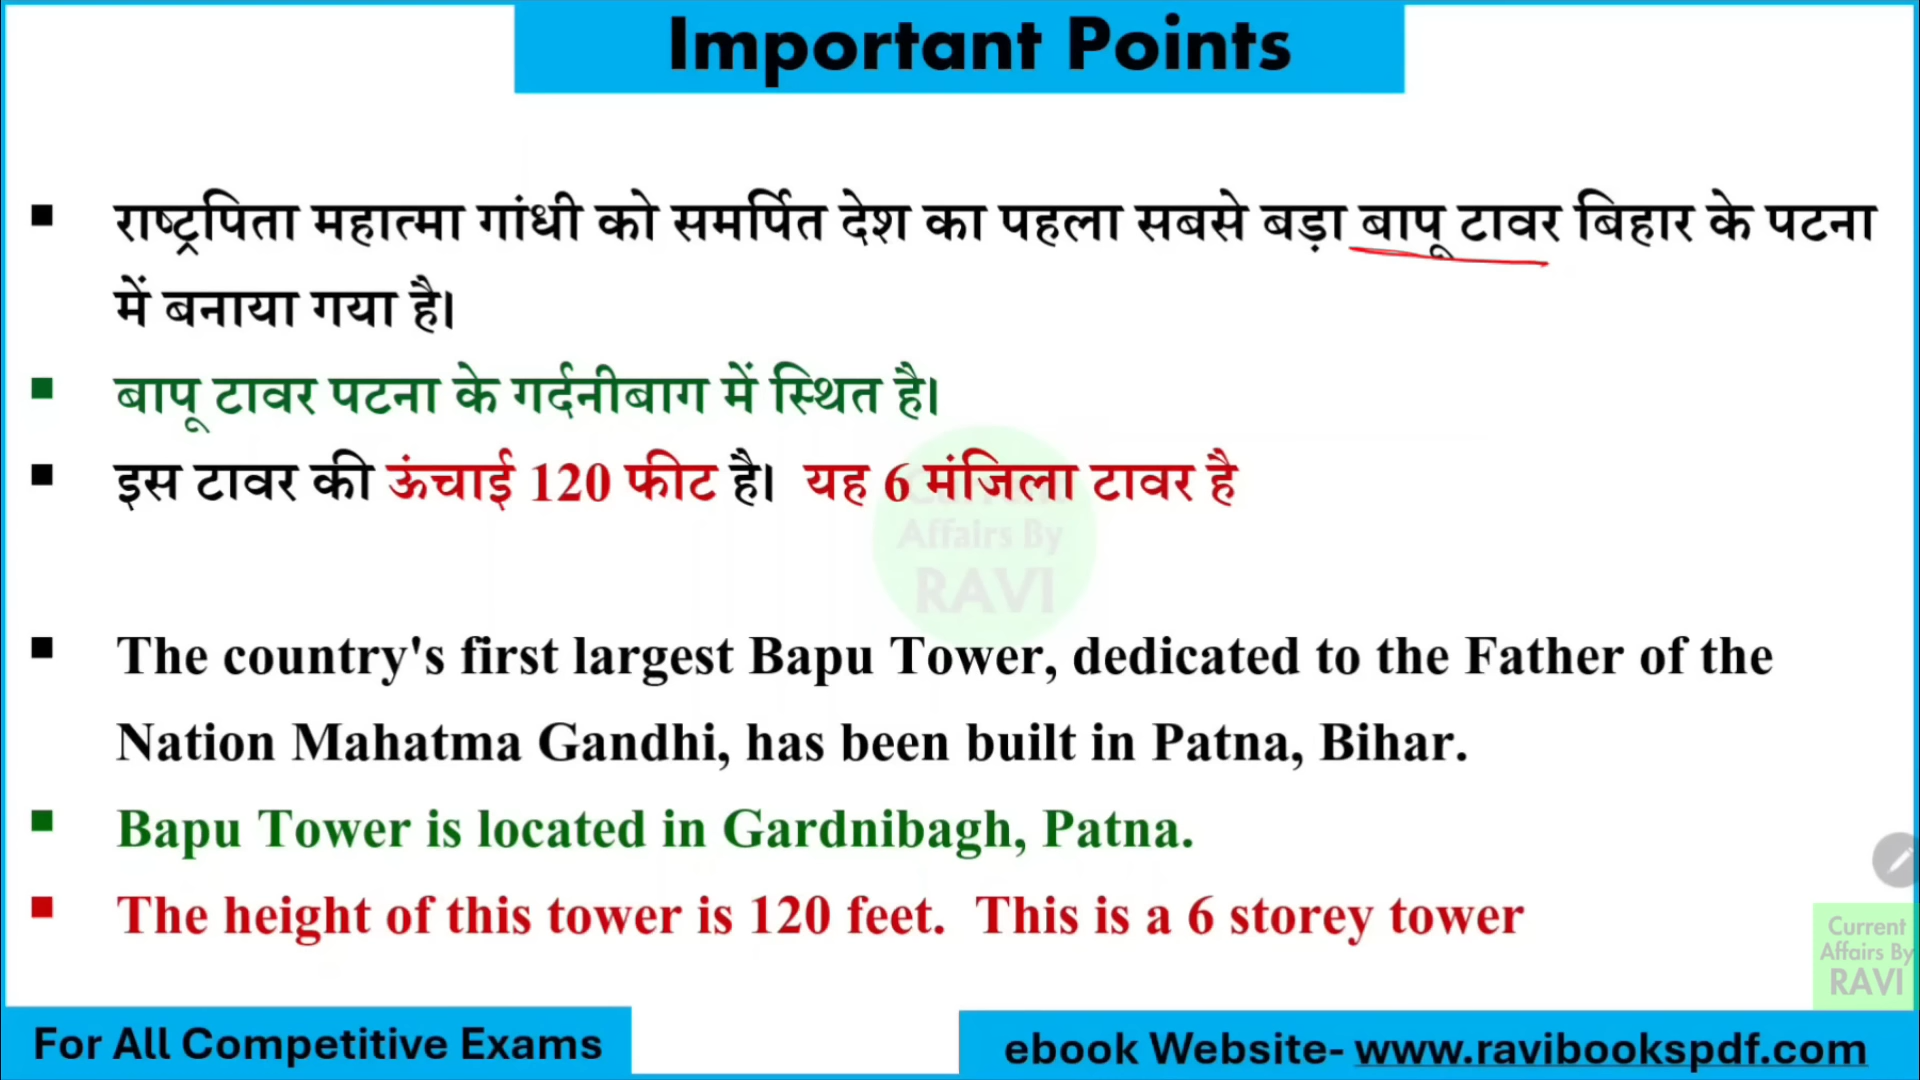 Important Points
▪ राष्ट्रपिता महात्मा गांधी को समर्पित देश का पहला सबसे बड़ा बापू टावर बिहार के पटना
में बनाया गया है।
▪ बापू टावर पटना के गर्दनीबाग में स्थित है।
▪ इस टावर की ऊंचाई 120 फीट है। यह 6 मंजिला टावर है
Current
Affairs By
RAVI
▪ The country's first largest Bapu Tower, dedicated to the Father of the
Nation Mahatma Gandhi, has been built in Patna, Bihar.
▪ Bapu Tower is located in Gardnibagh, Patna.
▪ The height of this tower is 120 feet. This is a 6 storey tower
Current
Affairs By
RAVI
For All Competitive Exams
ebook Website- www.ravibookspdf.com